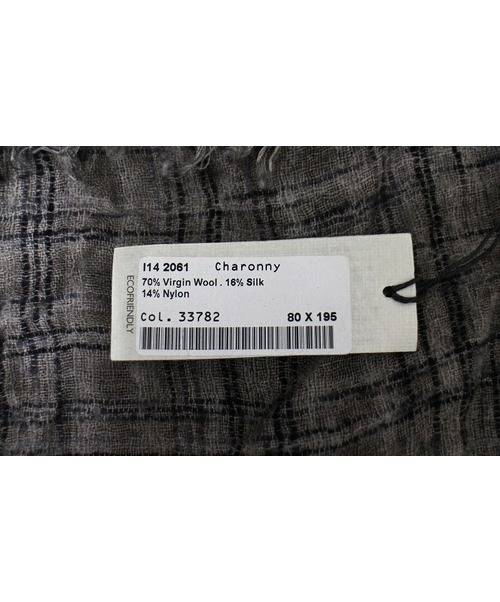 I14 2061 Charonny
70% Virgin Wool . 16% Silk
14% Nylon
Col. 33782 80 X 195
ECOFRIENDLY